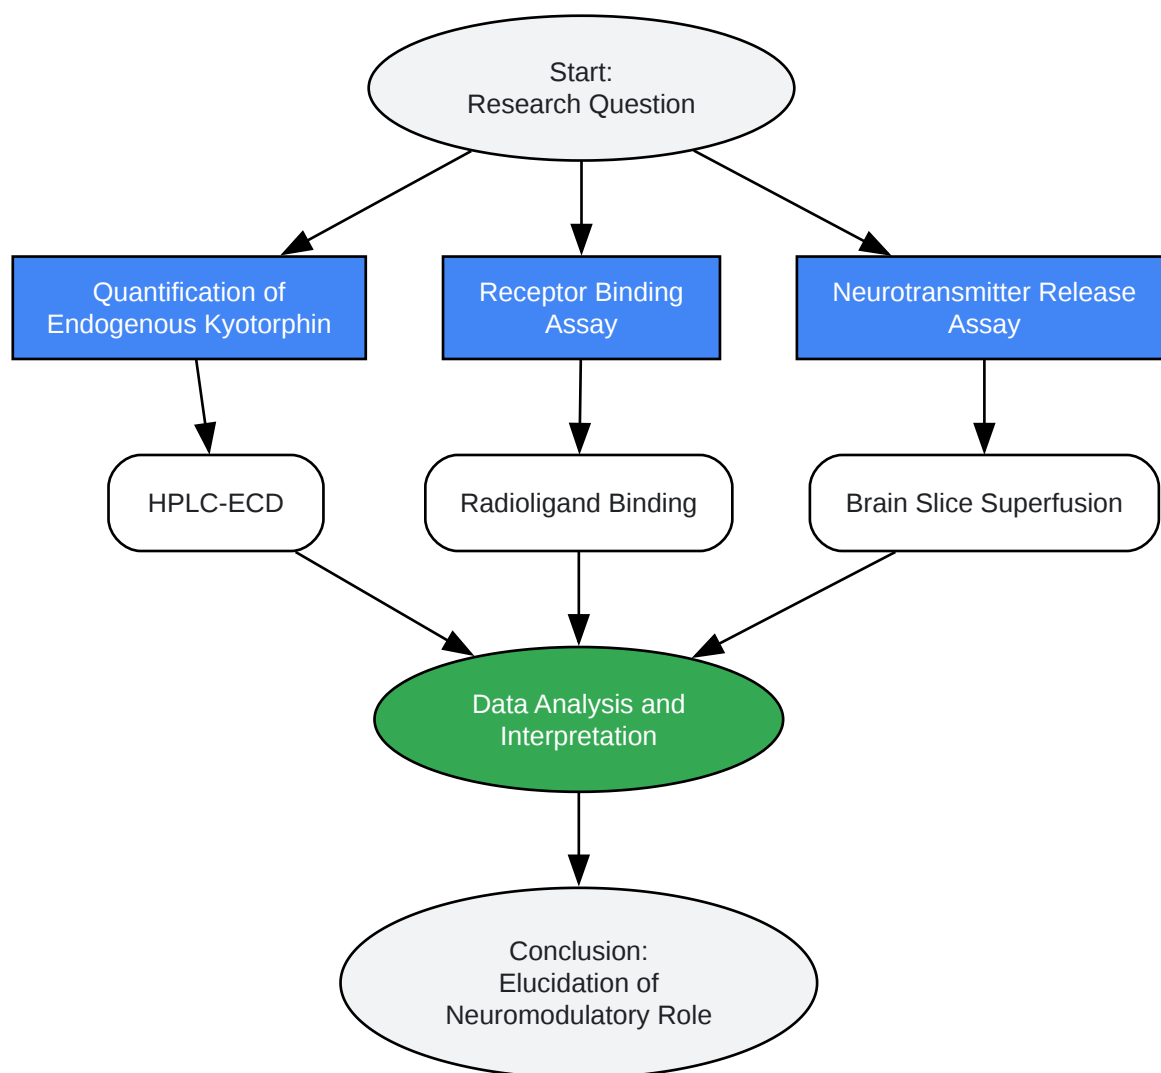 Start:
Research Question
Quantification of
Endogenous Kyotorphin
Receptor Binding
Assay
Neurotransmitter Release
Assay
HPLC-ECD
Radioligand Binding
Brain Slice Superfusion
Data Analysis and
Interpretation
Conclusion:
Elucidation of
Neuromodulatory Role